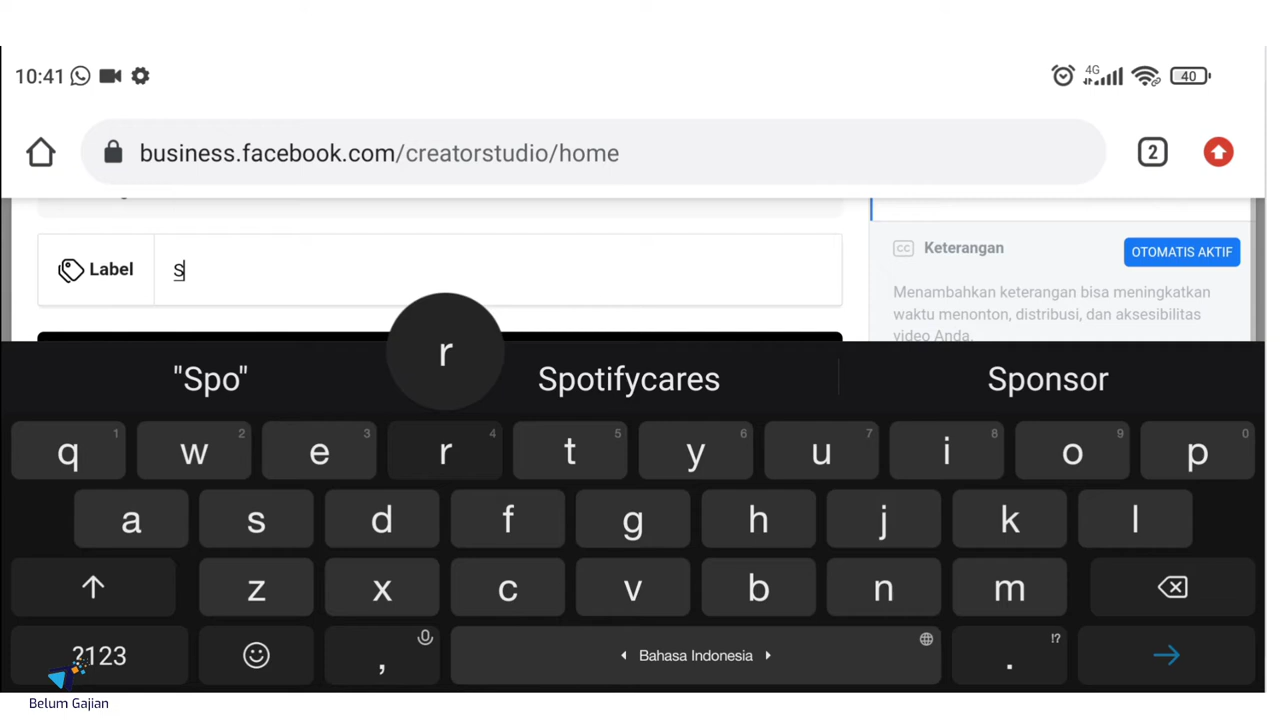 10:41 4G 40
business.facebook.com/creatorstudio/home 2
Label S
CC Keterangan OTOMATIS AKTIF
Menambahkan keterangan bisa meningkatkan
waktu menonton, distribusi, dan aksesibilitas
video Anda.
r
"Spo" Spotifycares Sponsor
q 1 w 2 e 3 r 4 t 5 y 6 u 7 i 8 o 9 p 0
a s d f g h j k l
z x c v b n m
?123 , Bahasa Indonesia . !?
Belum Gajian